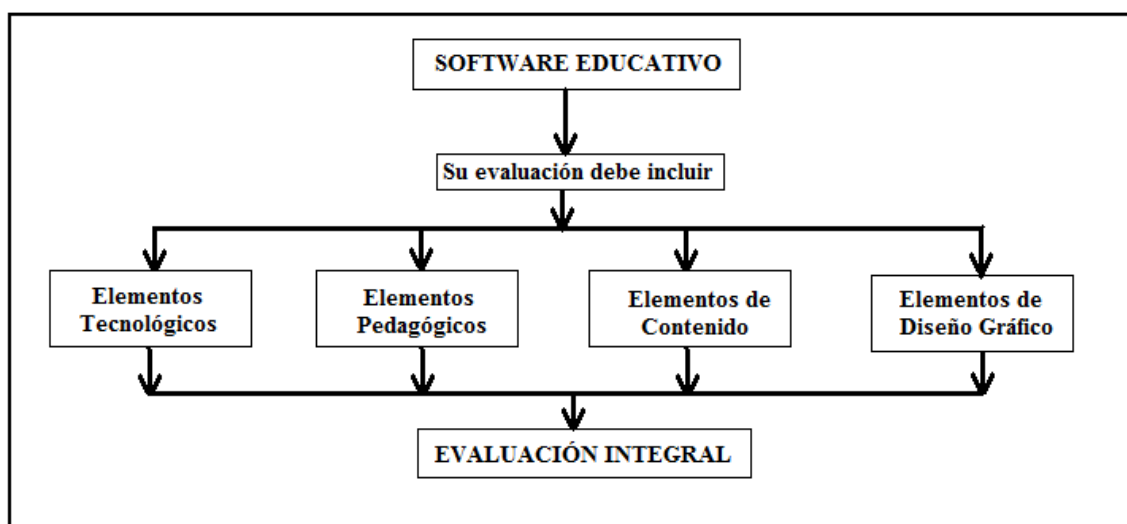 SOFTWARE EDUCATIVO
Su evaluación debe incluir
Elementos
Tecnológicos
Elementos
Pedagógicos
Elementos de
Contenido
Elementos de
Diseño Gráfico
EVALUACIÓN INTEGRAL